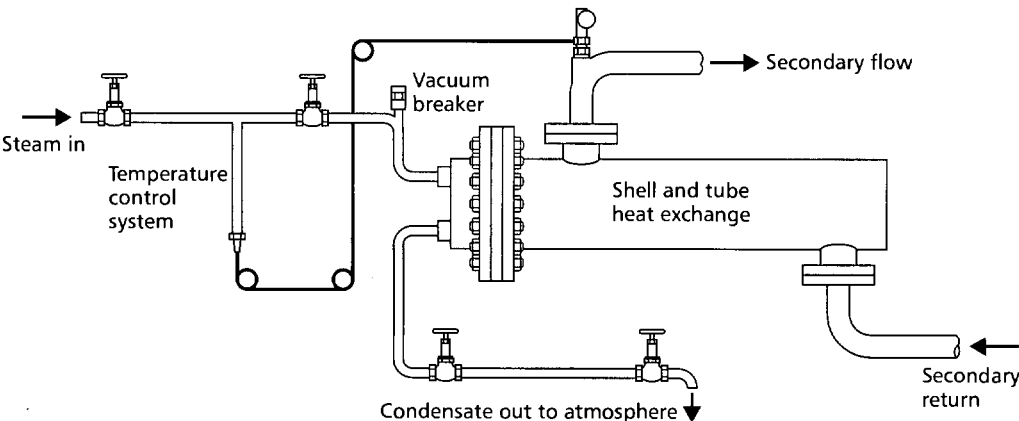 Secondary flow
Vacuum
breaker
Steam in
Temperature
control
system
Shell and tube
heat exchange
Secondary
return
Condensate out to atmosphere